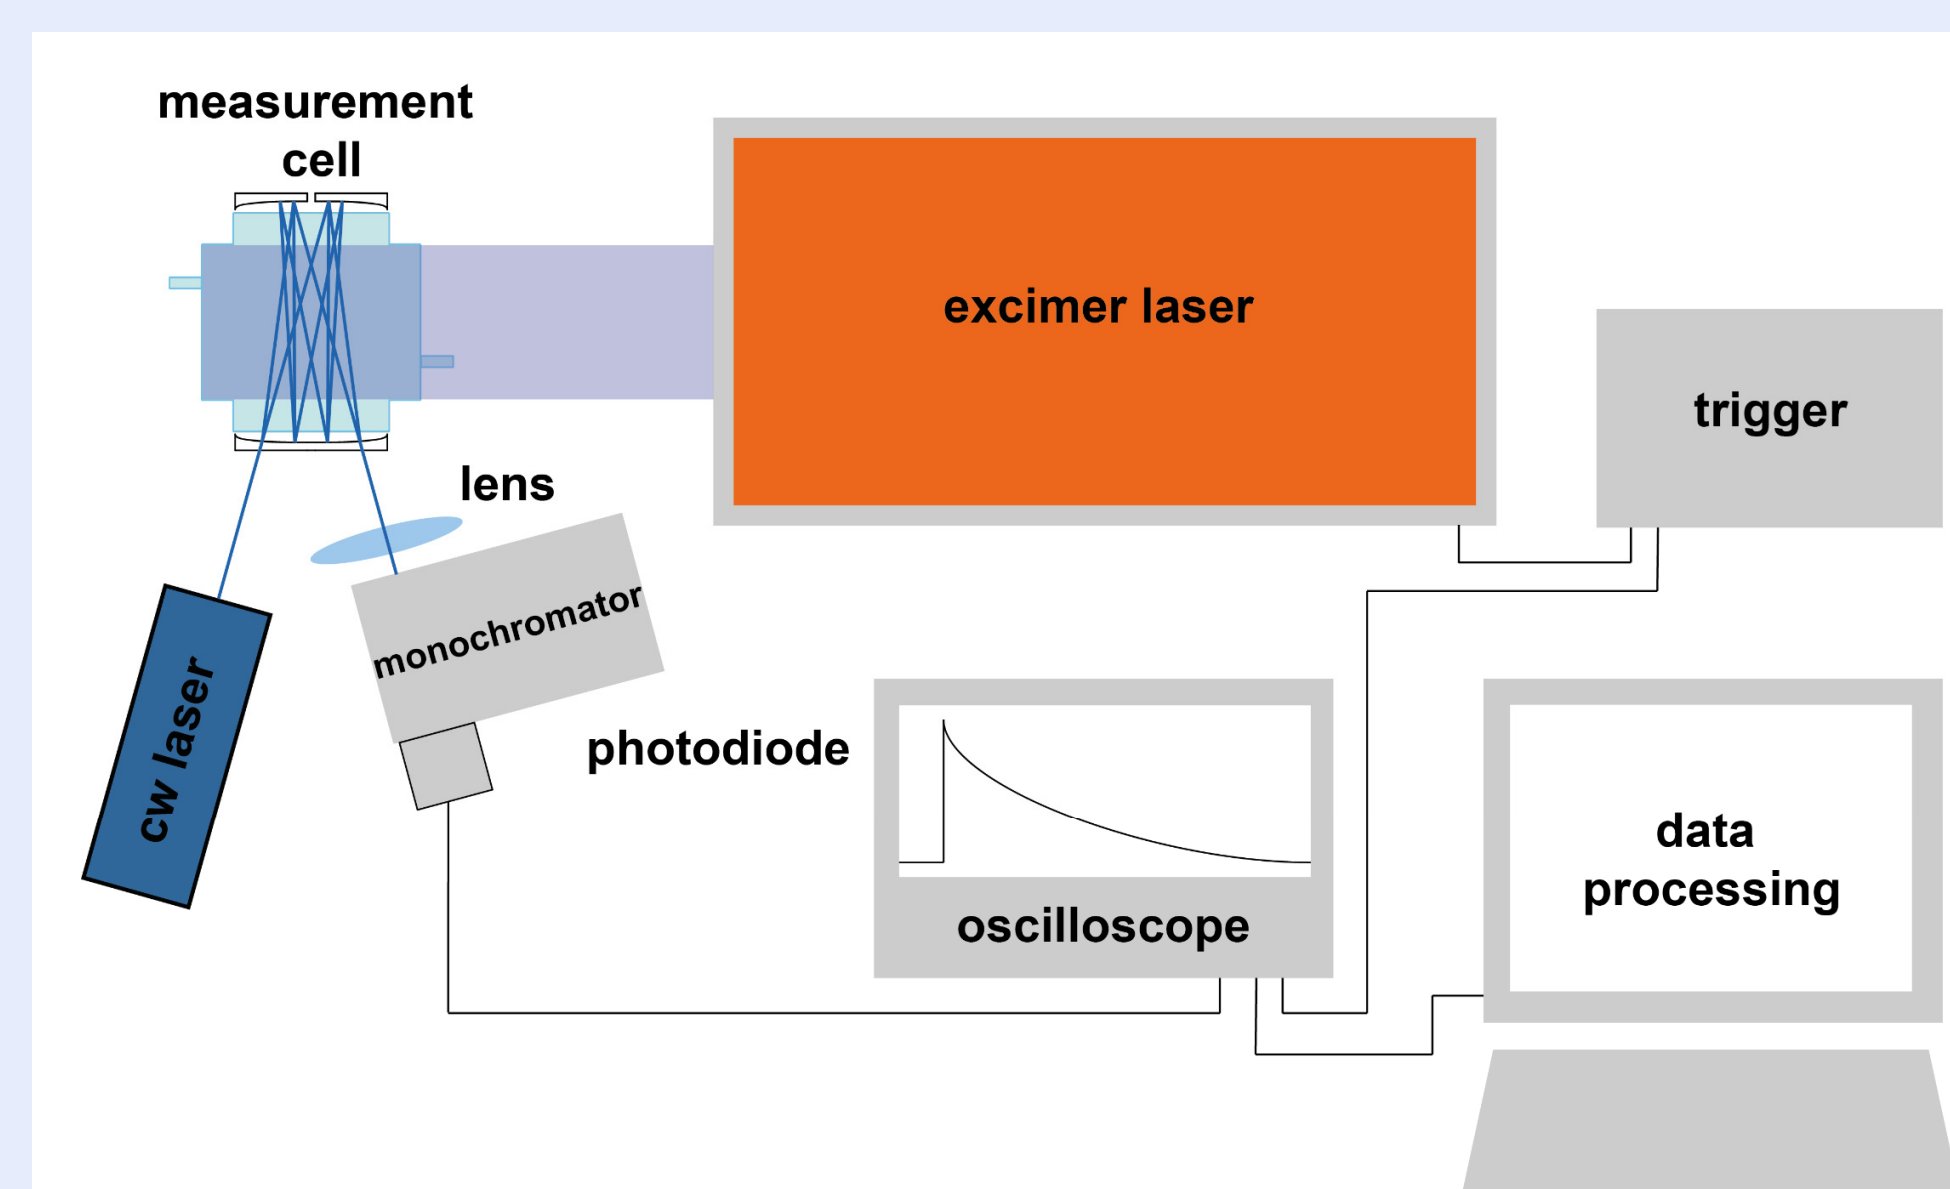 measurement
cell
excimer laser
trigger
lens
monochromator
cw laser
photodiode
oscilloscope
data
processing